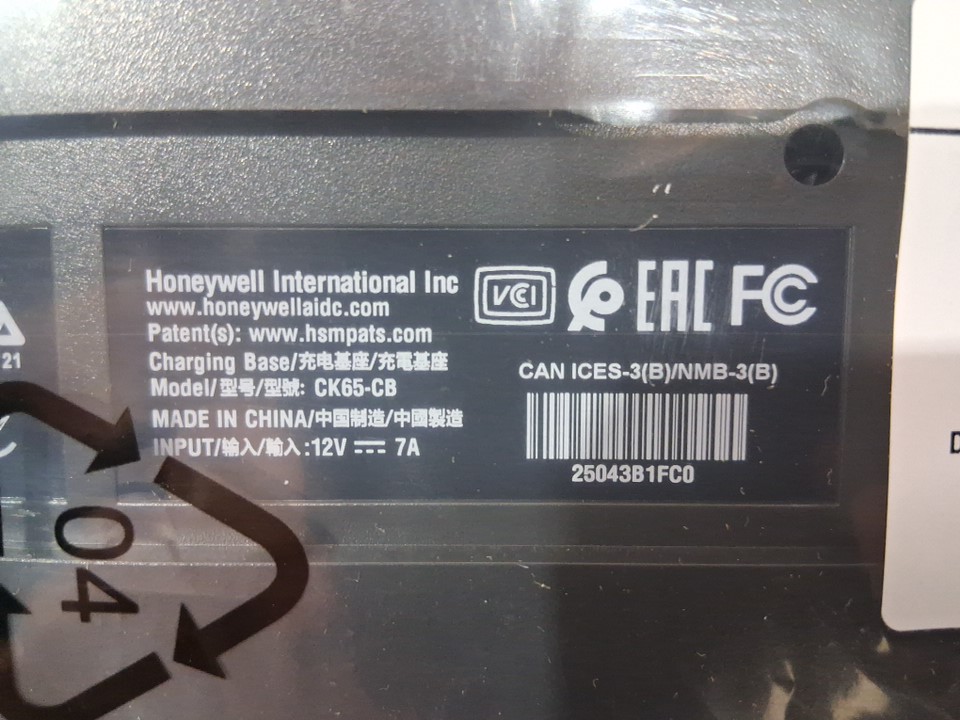 Honeywell International Inc
www.honeywellaidc.com
Patent(s): www.hsmpats.com
Charging Base/充电基座/充電基座
Model/型号/型號: CK65-CB
MADE IN CHINA/中国制造/中國製造
INPUT/输入/輸入:12V ⎓ 7A
VCCI
EAC
FC
CAN ICES-3(B)/NMB-3(B)
25043B1FC0
21
04
D